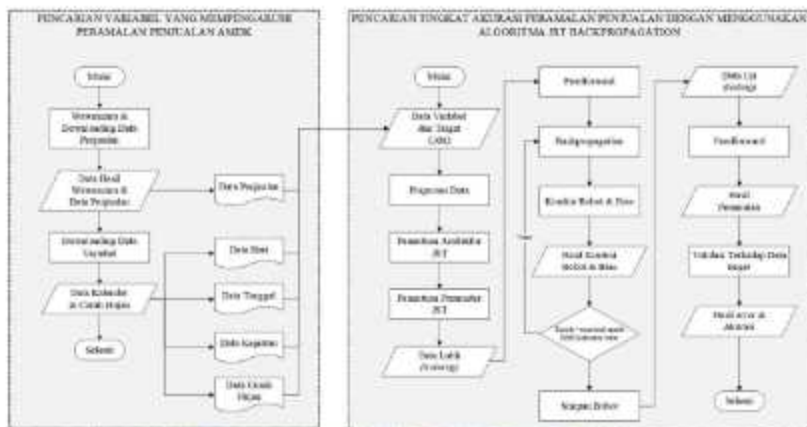 PENCARIAN VARIABEL YANG MEMPENGARUHI
PERAMALAN PENJUALAN AMDK
Mulai
Wawancara &
Downloading Data
Penjualan
Data Hasil
Wawancara &
Data Penjualan
Downloading Data
Variabel
Data Kalender
& Curah Hujan
Selesai
Data Penjualan
Data Hari
Data Tanggal
Data Kegiatan
Data Curah
Hujan
PENCARIAN TINGKAT AKURASI PERAMALAN PENJUALAN DENGAN MENGGUNAKAN
ALGORITMA JST BACKPROPAGATION
Mulai
Data Variabel
dan Target
Praproses Data
Penentuan Arsitektur
JST
Penentuan Parameter
JST
Data Latih
(Training)
Feedforward
Backpropagation
Koreksi Bobot & Bias
Hasil Koreksi
Bobot & Bias
Simpan Bobot
Data Uji
(Testing)
Feedforward
Hasil
Peramalan
Validasi Terhadap Data
Target
Hasil error &
Akurasi
Selesai